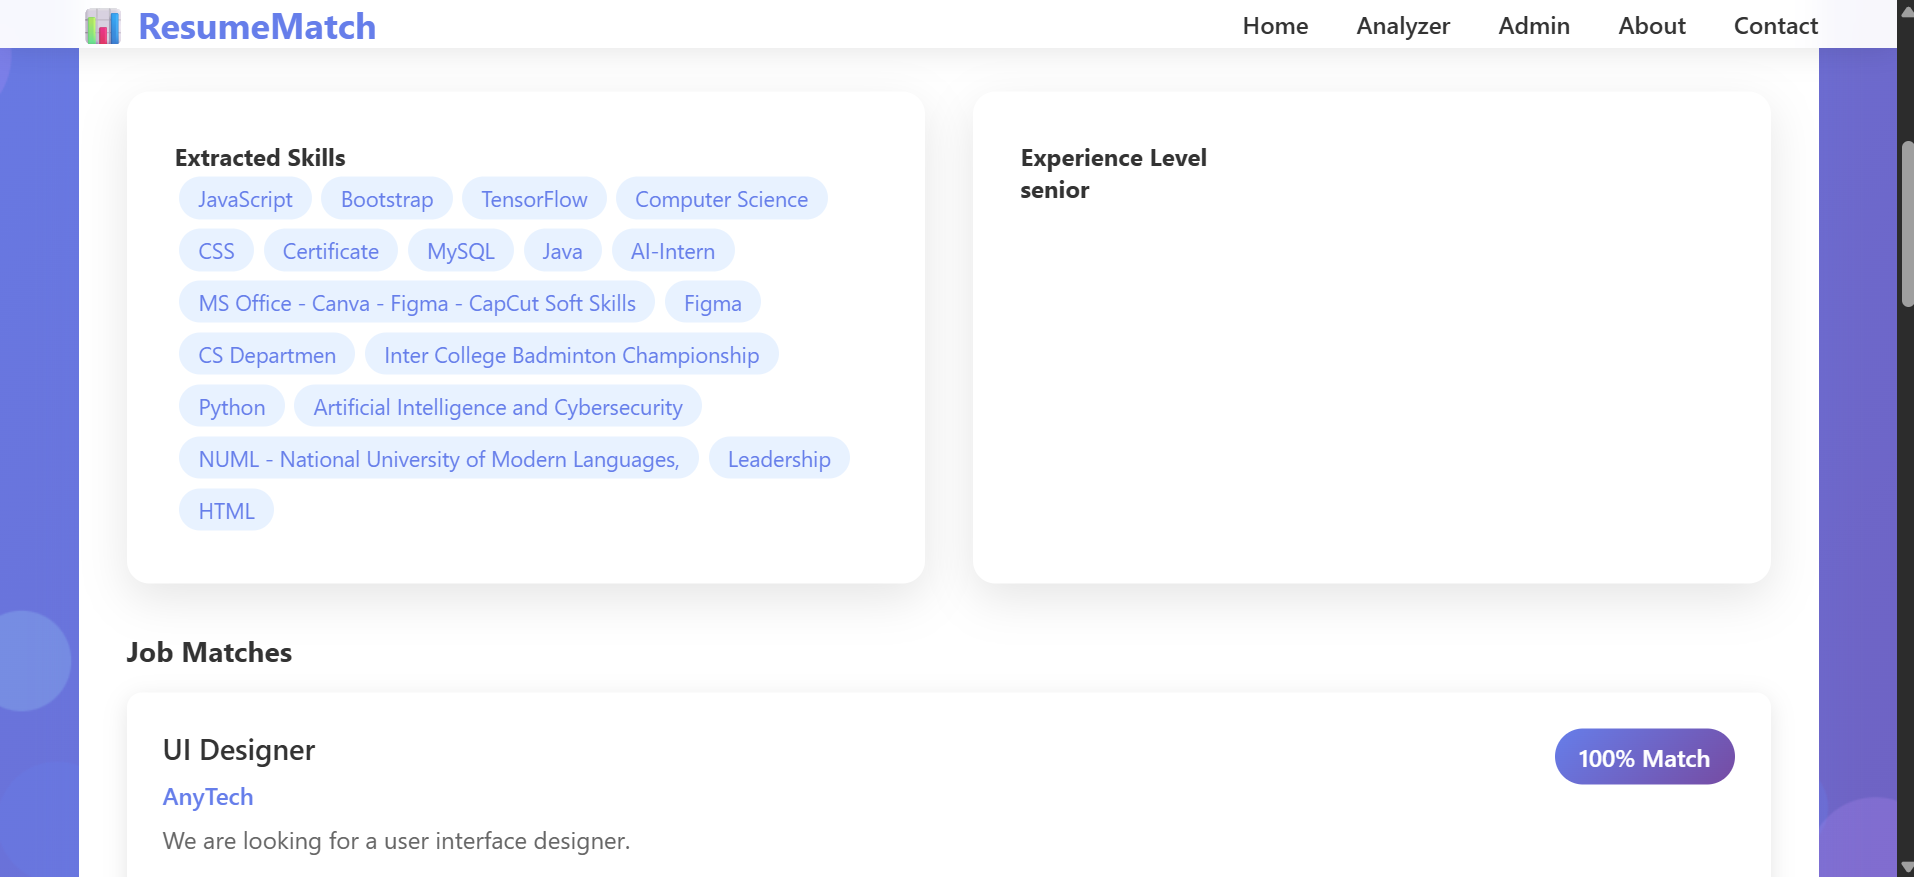 ResumeMatch
Home Analyzer Admin About Contact
Extracted Skills
JavaScript Bootstrap TensorFlow Computer Science
CSS Certificate MySQL Java AI-Intern
MS Office - Canva - Figma - CapCut Soft Skills Figma
CS Departmen Inter College Badminton Championship
Python Artificial Intelligence and Cybersecurity
NUML - National University of Modern Languages, Leadership
HTML
Experience Level
senior
Job Matches
UI Designer
100% Match
AnyTech
We are looking for a user interface designer.